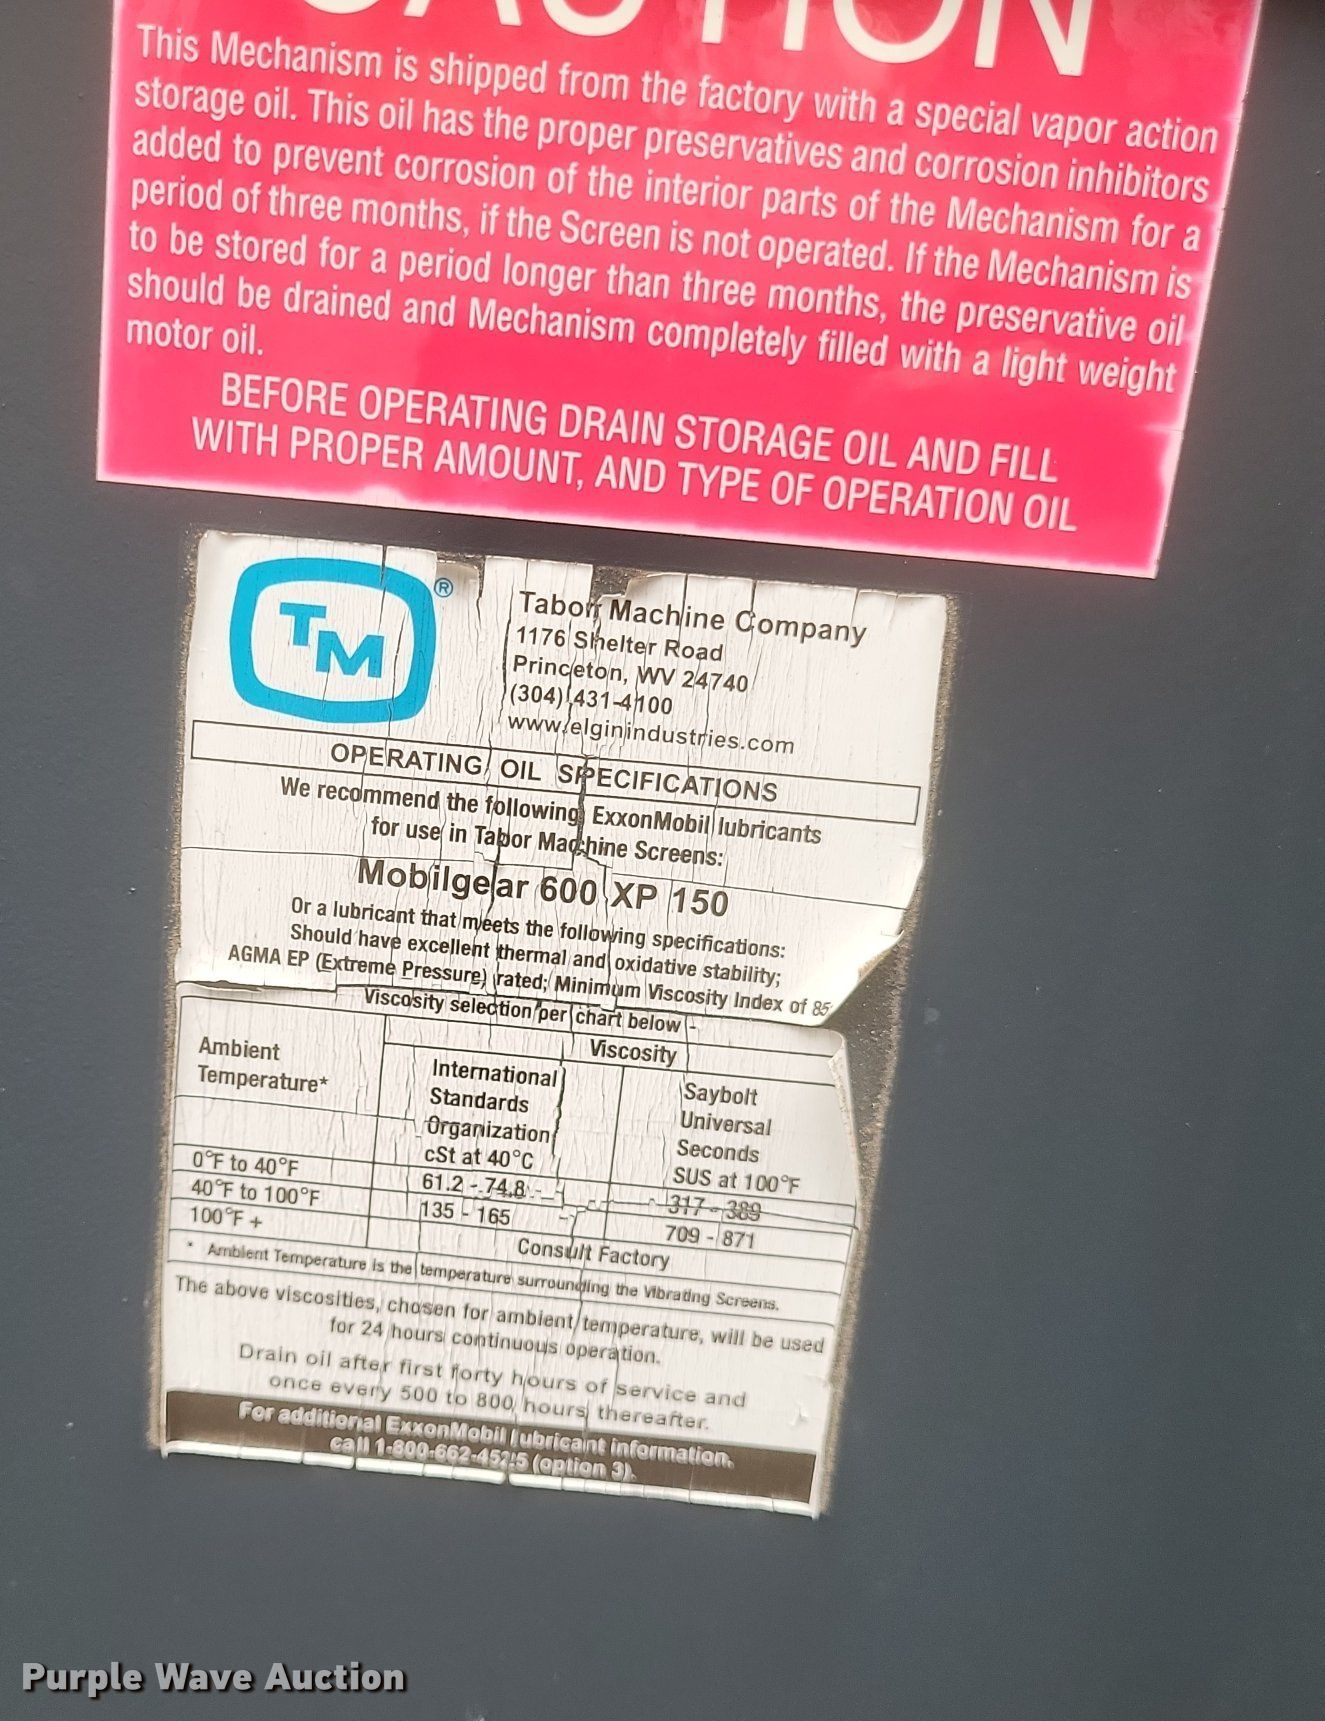 CAUTION
This Mechanism is shipped from the factory with a special vapor action
storage oil. This oil has the proper preservatives and corrosion inhibitors
added to prevent corrosion of the interior parts of the Mechanism for a
period of three months, if the Screen is not operated. If the Mechanism is
to be stored for a period longer than three months, the preservative oil
should be drained and Mechanism completely filled with a light weight
motor oil.
BEFORE OPERATING DRAIN STORAGE OIL AND FILL
WITH PROPER AMOUNT, AND TYPE OF OPERATION OIL
TM ®
Tabor Machine Company
1176 Shelter Road
Princeton, WV 24740
(304) 431-4100
www.elginindustries.com
OPERATING OIL SPECIFICATIONS
We recommend the following ExxonMobil lubricants
for use in Tabor Machine Screens:
Mobilgear 600 XP 150
Or a lubricant that meets the following specifications:
Should have excellent thermal and oxidative stability;
AGMA EP (Extreme Pressure) rated; Minimum Viscosity Index of 85
Viscosity selection per chart below -
Viscosity
Ambient
Temperature*
International
Standards
Organization
cSt at 40°C
Saybolt
Universal
Seconds
SUS at 100°F
0°F to 40°F 61.2 - 74.8 317 - 389
40°F to 100°F 135 - 165 709 - 871
100°F + Consult Factory
* Ambient Temperature is the temperature surrounding the Vibrating Screens.
The above viscosities, chosen for ambient temperature, will be used
for 24 hours continuous operation.
Drain oil after first forty hours of service and
once every 500 to 800 hours thereafter.
For additional ExxonMobil lubricant information,
call 1-800-662-4525 (option 3).
Purple Wave Auction